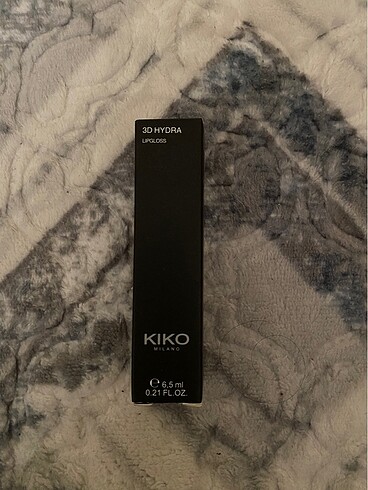 3D HYDRA
LIPGLOSS
KIKO
MILANO
℮ 6,5 ml
0.21 FL.OZ.